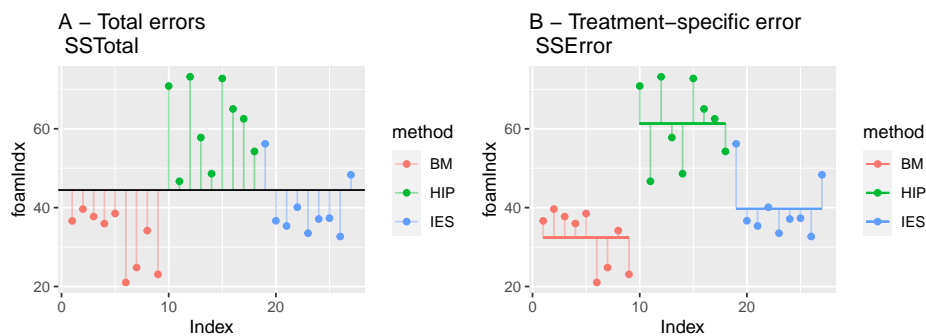 A – Total errors
SSTotal
foamIndx
60
40
20
0
10
20
Index
method
BM
HIP
IES
B – Treatment–specific error
SSError
foamIndx
60
40
20
0
10
20
Index
method
BM
HIP
IES